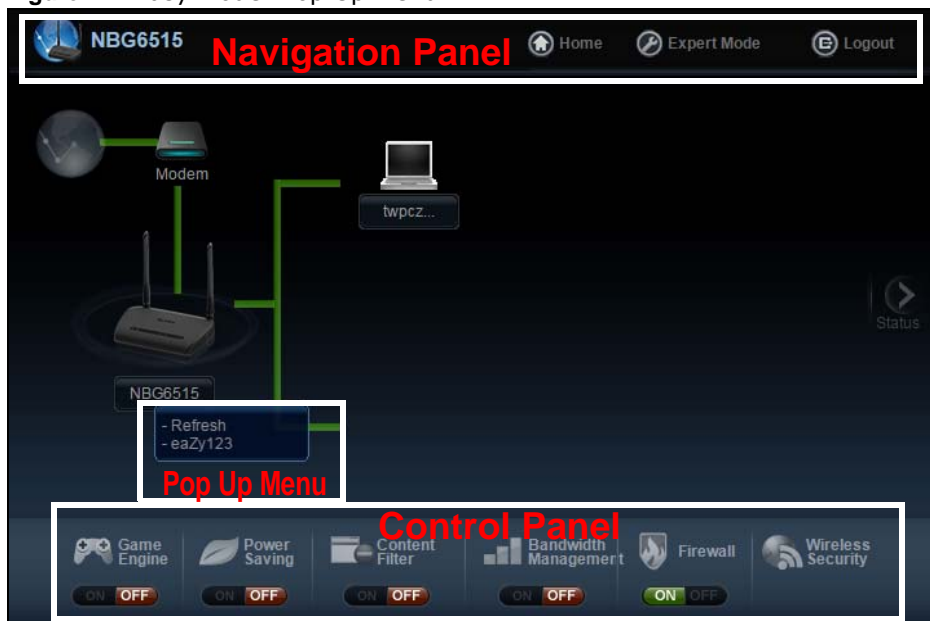 NBG6515
Navigation Panel
Home
Expert Mode
Logout
Modem
twpcz...
Status
NBG6515
- Refresh
- eaZy123
Pop Up Menu
Control Panel
Game
Engine
Power
Saving
Content
Filter
Bandwidth
Management
Firewall
Wireless
Security
ON OFF
ON OFF
ON OFF
ON OFF
ON OFF